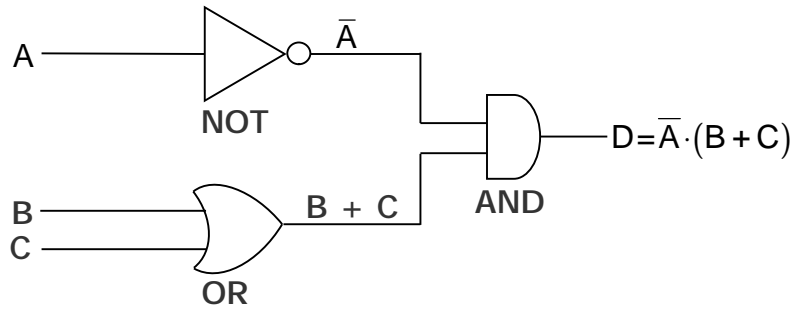 A
A̅
NOT
B
C
B + C
OR
AND
D=A̅·(B+C)